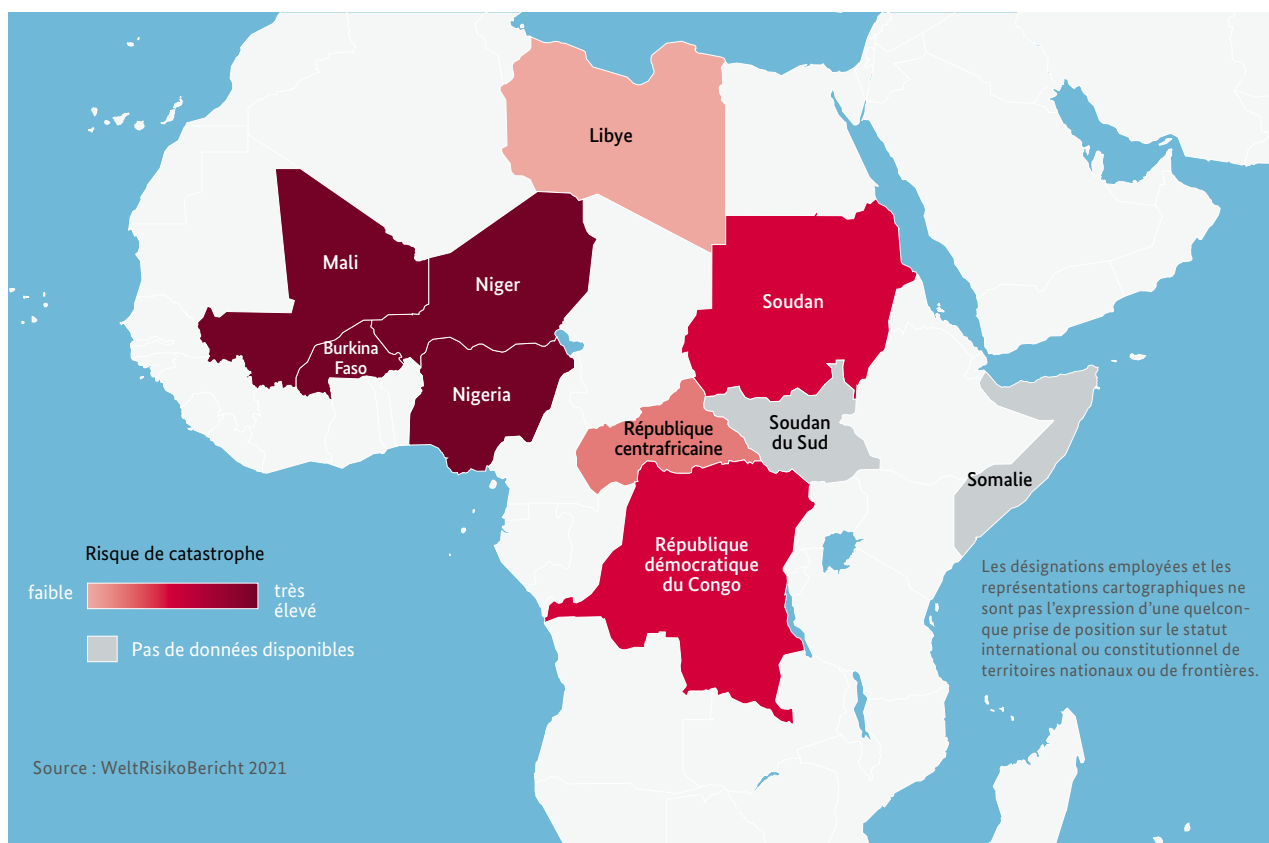 Libye
Mali
Niger
Soudan
Burkina
Faso
Nigeria
République
centrafricaine
Soudan
du Sud
Somalie
République
démocratique
du Congo
Risque de catastrophe
faible
très
élevé
Pas de données disponibles
Les désignations employées et les
représentations cartographiques ne
sont pas l’expression d’une quelcon-
que prise de position sur le statut
international ou constitutionnel de
territoires nationaux ou de frontières.
Source : WeltRisikoBericht 2021